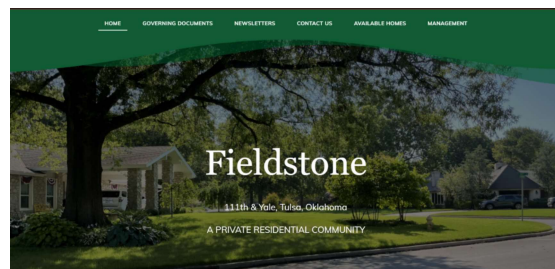 HOME GOVERNING DOCUMENTS NEWSLETTERS CONTACT US AVAILABLE HOMES MANAGEMENT
Fieldstone
111th & Yale, Tulsa, Oklahoma
A PRIVATE RESIDENTIAL COMMUNITY